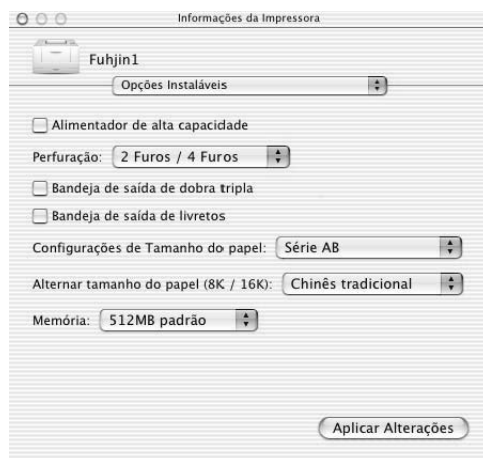 Informações da Impressora
Fuhjin1
Opções Instaláveis
Alimentador de alta capacidade
Perfuração: 2 Furos / 4 Furos
Bandeja de saída de dobra tripla
Bandeja de saída de livretos
Configurações de Tamanho do papel: Série AB
Alternar tamanho do papel (8K / 16K): Chinês tradicional
Memória: 512MB padrão
Aplicar Alterações